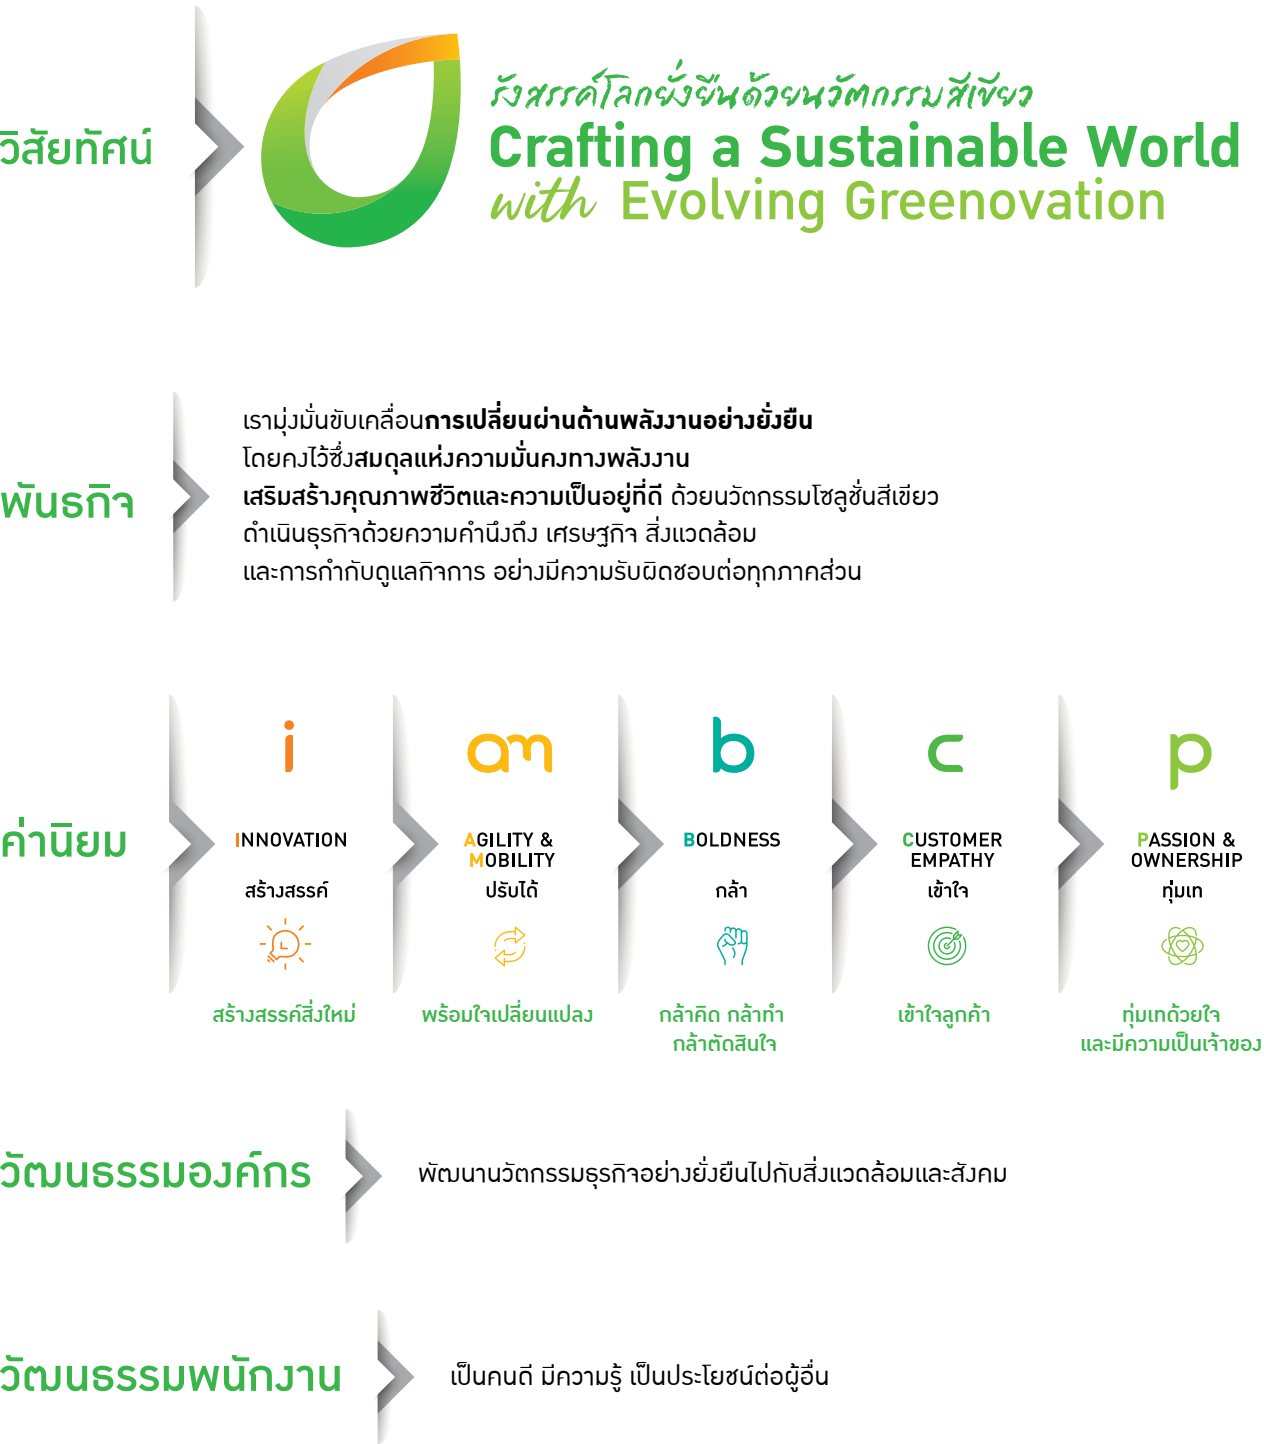 วิสัยทัศน์
รังสรรค์โลกยั่งยืนด้วยนวัตกรรมสีเขียว
Crafting a Sustainable World
with Evolving Greenovation
พันธกิจ
เรามุ่งมั่นขับเคลื่อนการเปลี่ยนผ่านด้านพลังงานอย่างยั่งยืน
โดยคงไว้ซึ่งสมดุลแห่งความมั่นคงทางพลังงาน
เสริมสร้างคุณภาพชีวิตและความเป็นอยู่ที่ดี ด้วยนวัตกรรมโซลูชั่นสีเขียว
ดำเนินธุรกิจด้วยความคำนึงถึง เศรษฐกิจ สิ่งแวดล้อม
และการกำกับดูแลกิจการ อย่างมีความรับผิดชอบต่อทุกภาคส่วน
ค่านิยม
i
INNOVATION
สร้างสรรค์
สร้างสรรค์สิ่งใหม่
am
AGILITY &
MOBILITY
ปรับได้
พร้อมใจเปลี่ยนแปลง
b
BOLDNESS
กล้า
กล้าคิด กล้าทำ
กล้าตัดสินใจ
c
CUSTOMER
EMPATHY
เข้าใจ
เข้าใจลูกค้า
p
PASSION &
OWNERSHIP
ทุ่มเท
ทุ่มเทด้วยใจ
และมีความเป็นเจ้าของ
วัฒนธรรมองค์กร
พัฒนานวัตกรรมธุรกิจอย่างยั่งยืนไปกับสิ่งแวดล้อมและสังคม
วัฒนธรรมพนักงาน
เป็นคนดี มีความรู้ เป็นประโยชน์ต่อผู้อื่น